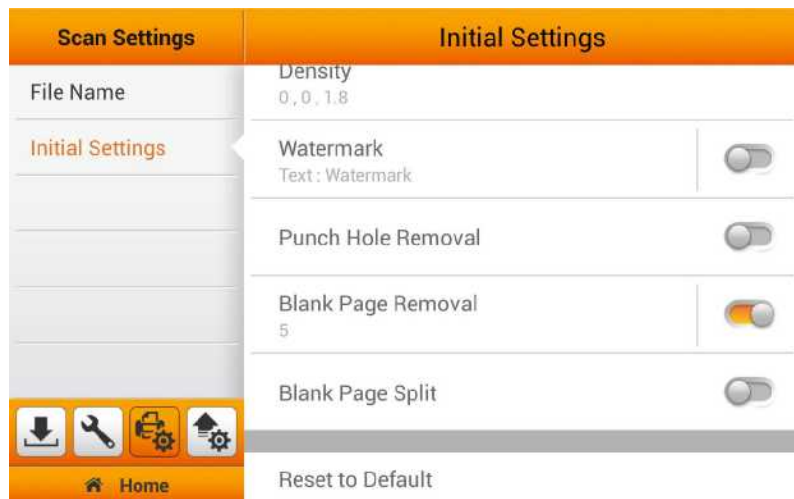 Scan Settings
Initial Settings
File Name
Initial Settings
Density
0 , 0 , 1.8
Watermark
Text : Watermark
Punch Hole Removal
Blank Page Removal
5
Blank Page Split
Reset to Default
Home